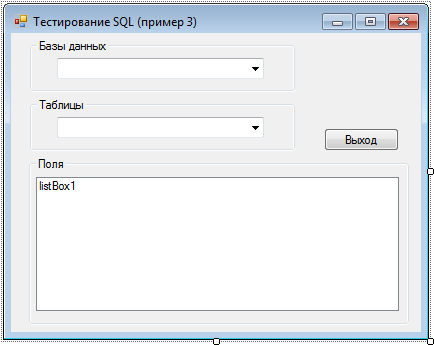 Тестирование SQL (пример 3)
Базы данных
Таблицы
Выход
Поля
listBox1